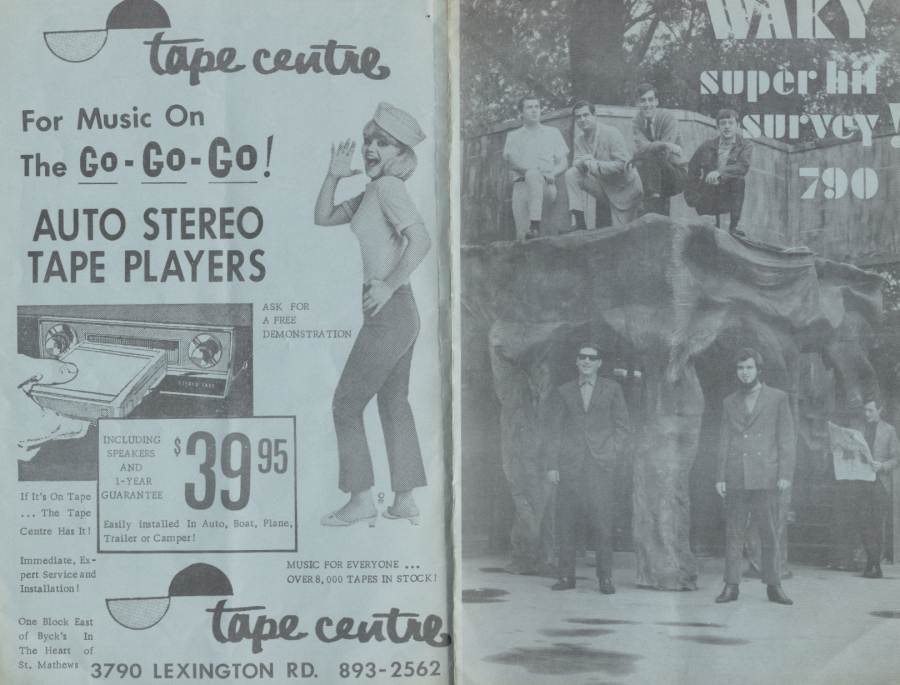 tape centre
For Music On
The Go-Go-Go!
AUTO STEREO
TAPE PLAYERS
ASK FOR
A FREE
DEMONSTRATION
STEREO TAPE
INCLUDING
SPEAKERS
AND
1-YEAR
GUARANTEE
$39 95
Easily installed In Auto, Boat, Plane,
Trailer or Camper!
If It's On Tape
... The Tape
Centre Has It!
Immediate, Ex-
pert Service and
Installation!
MUSIC FOR EVERYONE ...
OVER 8,000 TAPES IN STOCK!
One Block East
of Byck's In
The Heart of
St. Mathews
tape centre
3790 LEXINGTON RD. 893-2562
WAKY
super hit
survey!
790